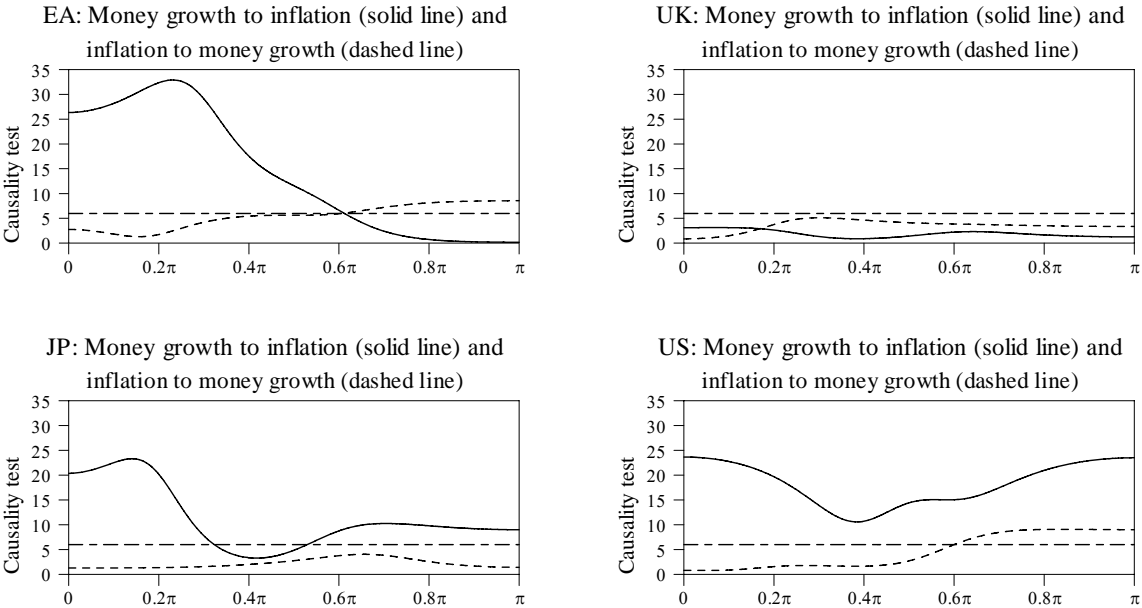 EA: Money growth to inflation (solid line) and
inflation to money growth (dashed line)
Causality test
35
30
25
20
15
10
5
0
0 0.2π 0.4π 0.6π 0.8π π
UK: Money growth to inflation (solid line) and
inflation to money growth (dashed line)
Causality test
35
30
25
20
15
10
5
0
0 0.2π 0.4π 0.6π 0.8π π
JP: Money growth to inflation (solid line) and
inflation to money growth (dashed line)
Causality test
35
30
25
20
15
10
5
0
0 0.2π 0.4π 0.6π 0.8π π
US: Money growth to inflation (solid line) and
inflation to money growth (dashed line)
Causality test
35
30
25
20
15
10
5
0
0 0.2π 0.4π 0.6π 0.8π π